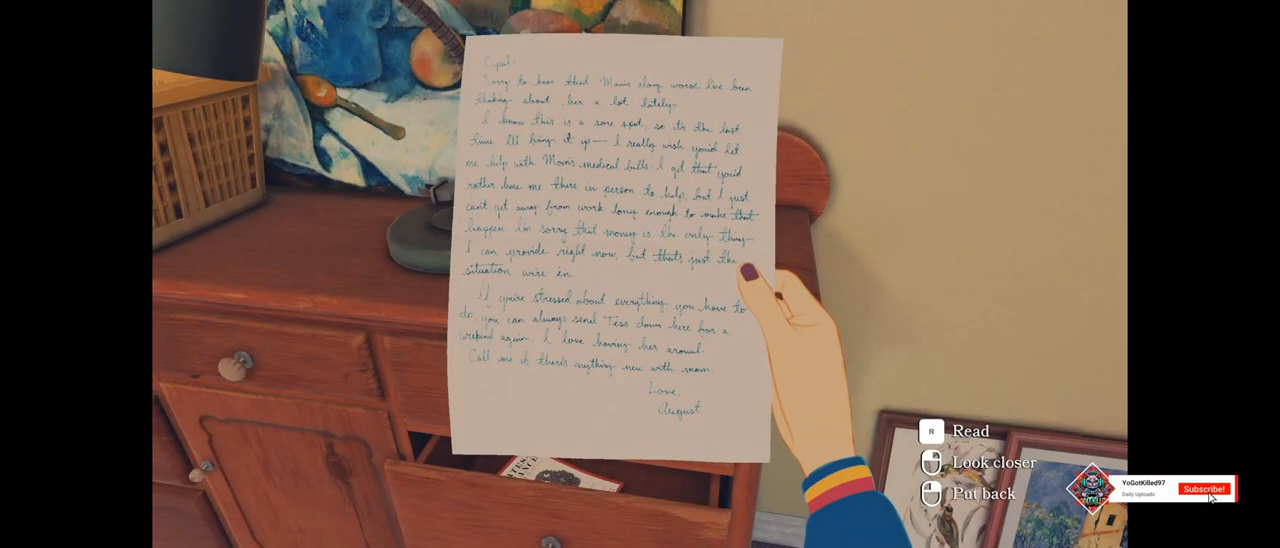 Opal-
Sorry to hear that Mom's doing worse. I've been
thinking about her a lot lately.
I know this is a sore spot, so it's the last
time I'll bring it up— I really wish you'd let
me help with Mom's medical bills. I get that you'd
rather have me there in person to help, but I just
can't get away from work long enough to make that
happen. I'm sorry that money is the only thing
I can provide right now, but that's just the
situation we're in.
If you're stressed about everything you have to
do, you can always send Tess down here for a
weekend again. I love having her around.
Call me if there's anything new with mom.
Love,
August
R Read
Look closer
Put back
YoGotKilled97
Daily Uploads
Subscribe!